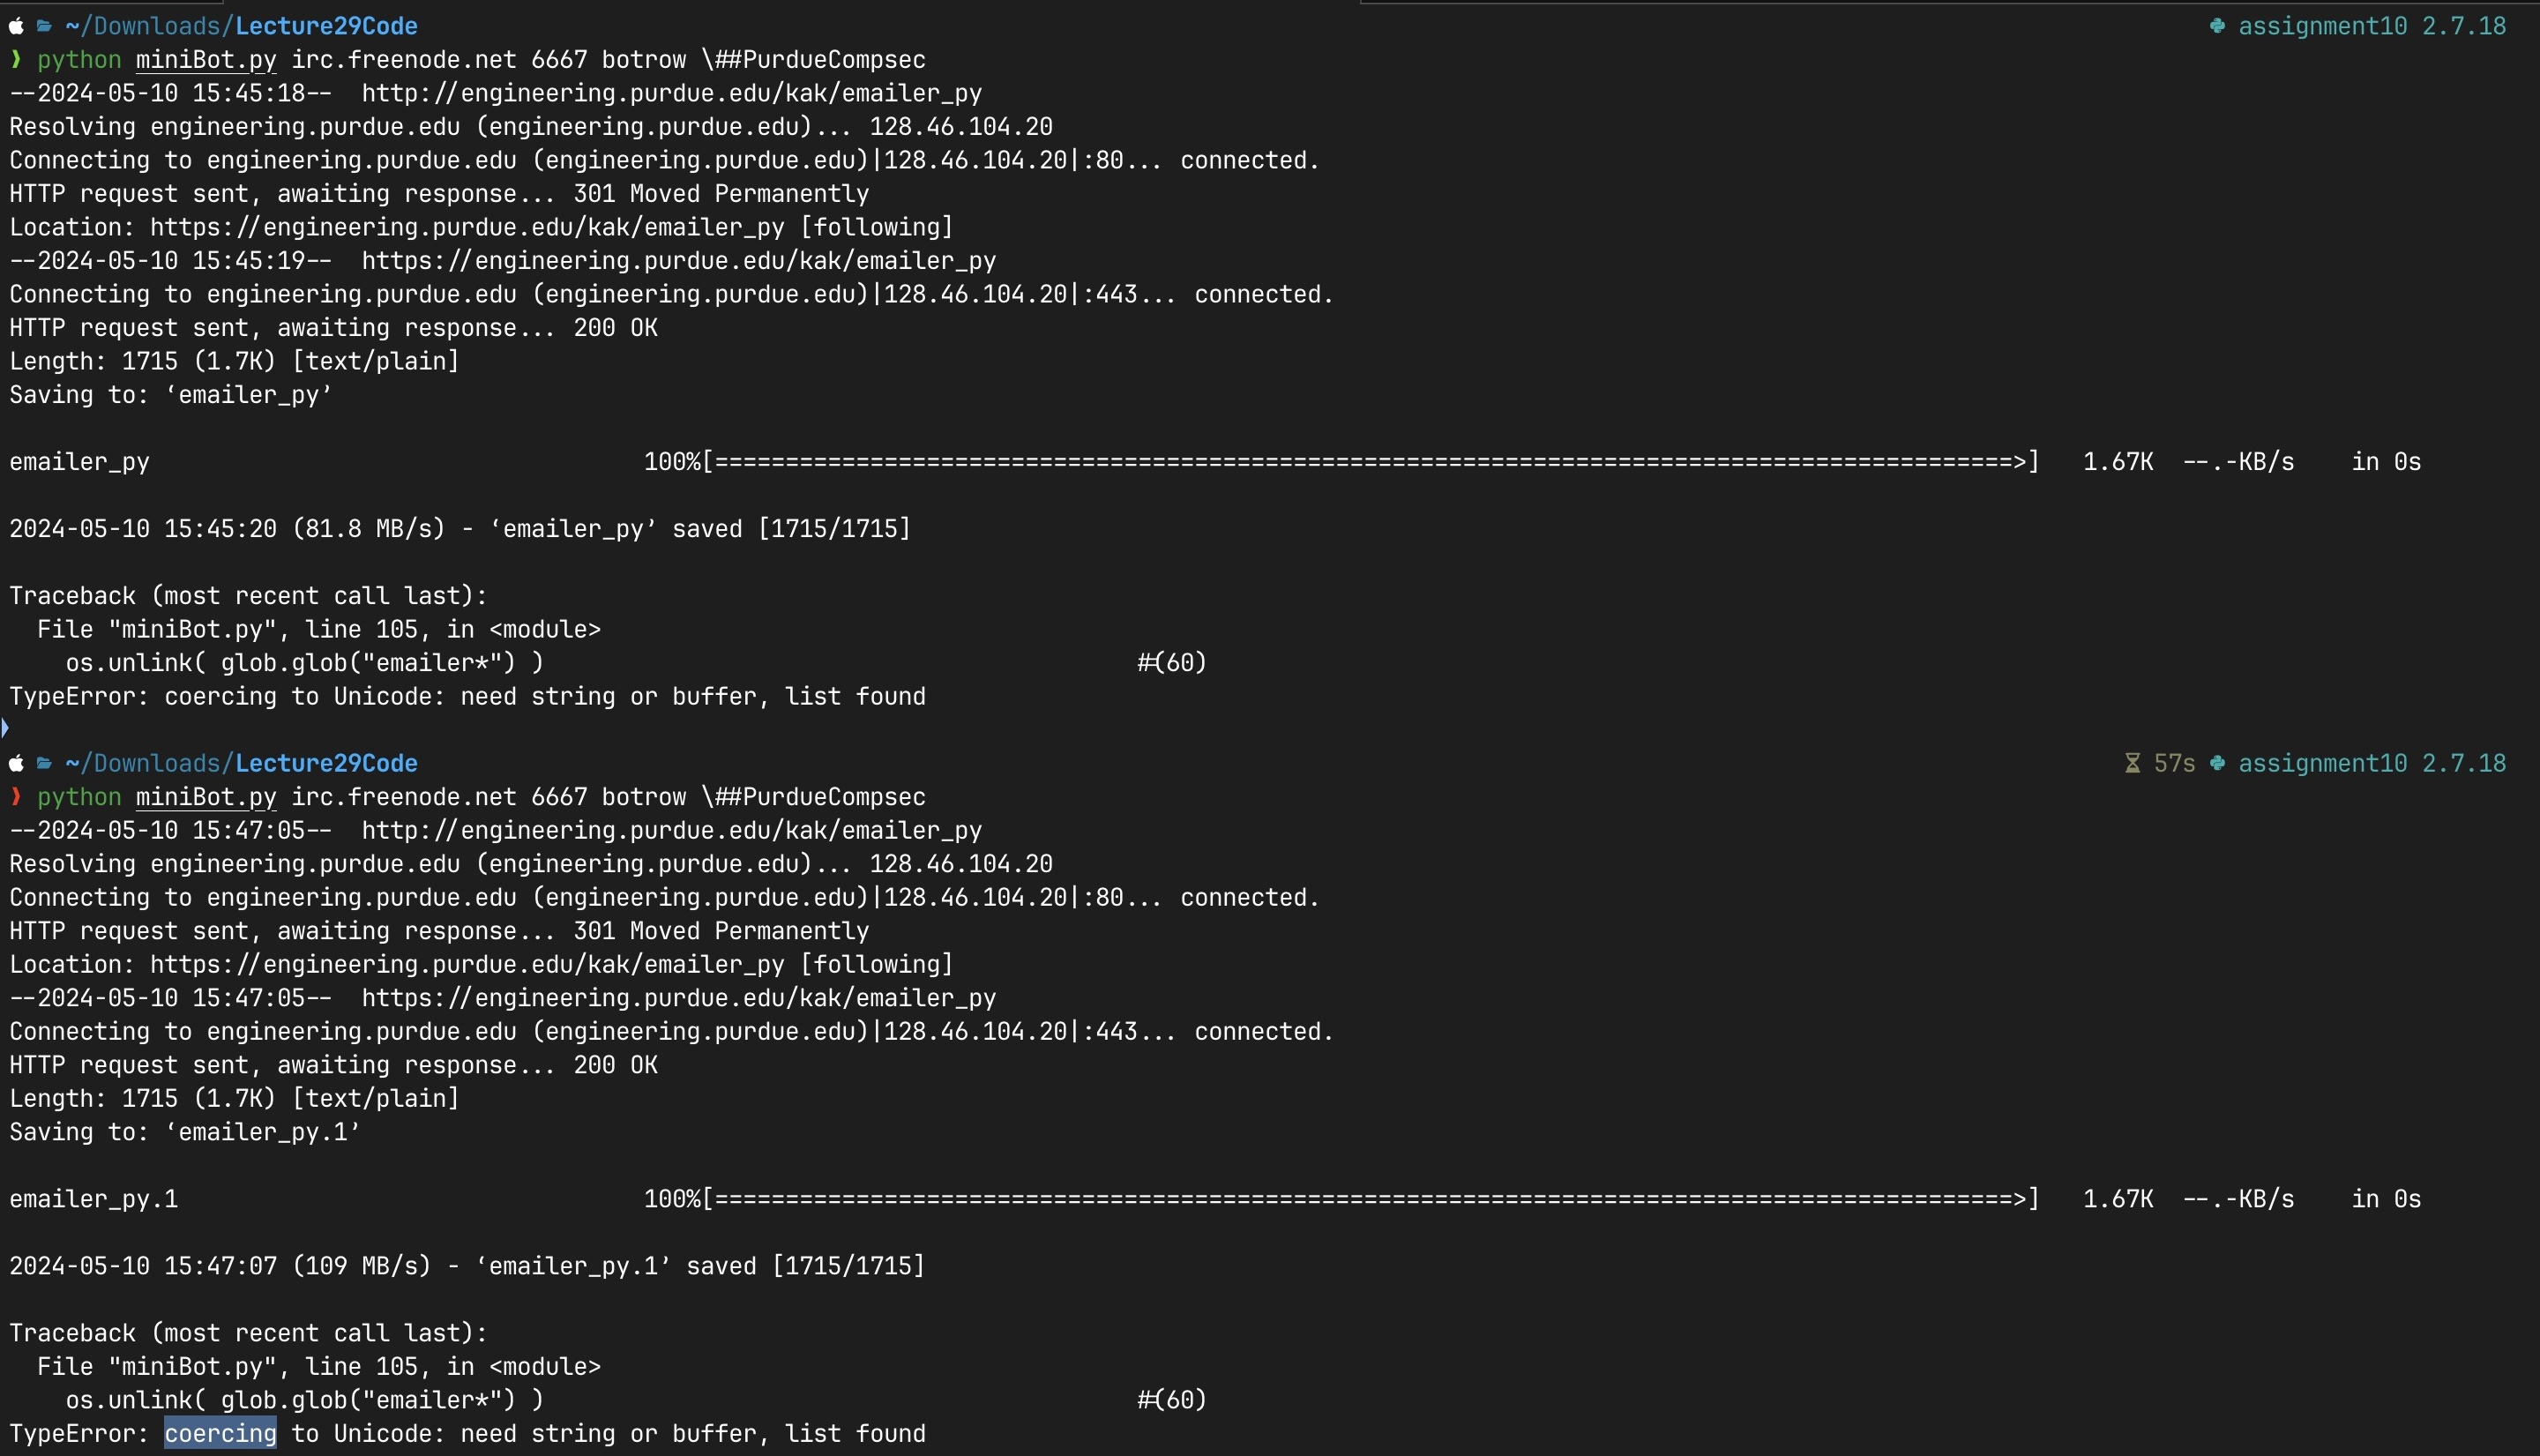 ~/Downloads/Lecture29Code assignment10 2.7.18
❯ python miniBot.py irc.freenode.net 6667 botrow \##PurdueCompsec
--2024-05-10 15:45:18--  http://engineering.purdue.edu/kak/emailer_py
Resolving engineering.purdue.edu (engineering.purdue.edu)... 128.46.104.20
Connecting to engineering.purdue.edu (engineering.purdue.edu)|128.46.104.20|:80... connected.
HTTP request sent, awaiting response... 301 Moved Permanently
Location: https://engineering.purdue.edu/kak/emailer_py [following]
--2024-05-10 15:45:19--  https://engineering.purdue.edu/kak/emailer_py
Connecting to engineering.purdue.edu (engineering.purdue.edu)|128.46.104.20|:443... connected.
HTTP request sent, awaiting response... 200 OK
Length: 1715 (1.7K) [text/plain]
Saving to: ‘emailer_py’
emailer_py 100%[============================================================================================>] 1.67K --.-KB/s in 0s
2024-05-10 15:45:20 (81.8 MB/s) - ‘emailer_py’ saved [1715/1715]
Traceback (most recent call last):
  File "miniBot.py", line 105, in <module>
    os.unlink( glob.glob("emailer*") ) #(60)
TypeError: coercing to Unicode: need string or buffer, list found
~/Downloads/Lecture29Code 57s assignment10 2.7.18
❯ python miniBot.py irc.freenode.net 6667 botrow \##PurdueCompsec
--2024-05-10 15:47:05--  http://engineering.purdue.edu/kak/emailer_py
Resolving engineering.purdue.edu (engineering.purdue.edu)... 128.46.104.20
Connecting to engineering.purdue.edu (engineering.purdue.edu)|128.46.104.20|:80... connected.
HTTP request sent, awaiting response... 301 Moved Permanently
Location: https://engineering.purdue.edu/kak/emailer_py [following]
--2024-05-10 15:47:05--  https://engineering.purdue.edu/kak/emailer_py
Connecting to engineering.purdue.edu (engineering.purdue.edu)|128.46.104.20|:443... connected.
HTTP request sent, awaiting response... 200 OK
Length: 1715 (1.7K) [text/plain]
Saving to: ‘emailer_py.1’
emailer_py.1 100%[============================================================================================>] 1.67K --.-KB/s in 0s
2024-05-10 15:47:07 (109 MB/s) - ‘emailer_py.1’ saved [1715/1715]
Traceback (most recent call last):
  File "miniBot.py", line 105, in <module>
    os.unlink( glob.glob("emailer*") ) #(60)
TypeError: coercing to Unicode: need string or buffer, list found